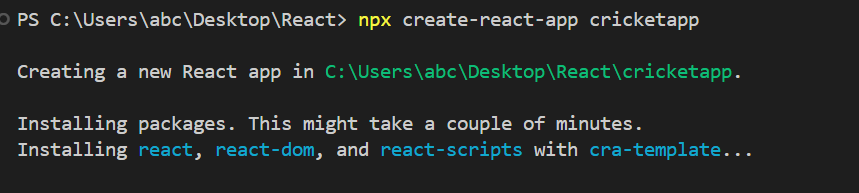 PS C:\Users\abc\Desktop\React> npx create-react-app cricketapp
Creating a new React app in C:\Users\abc\Desktop\React\cricketapp.
Installing packages. This might take a couple of minutes.
Installing react, react-dom, and react-scripts with cra-template...